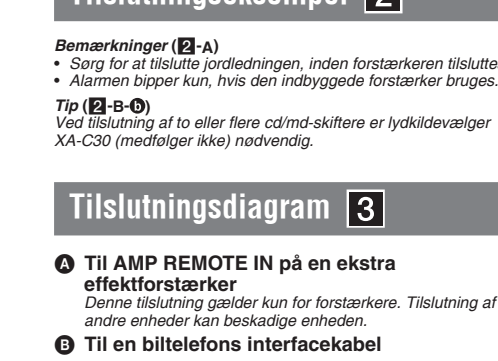 Tilslutningseksempel 2
Bemærkninger (2-A)
• Sørg for at tilslutte jordledningen, inden forstærkeren tilslutte
• Alarmen bipper kun, hvis den indbyggede forstærker bruges.
Tip (2-B-b)
Ved tilslutning af to eller flere cd/md-skiftere er lydkildevælger
XA-C30 (medfølger ikke) nødvendig.
Tilslutningsdiagram 3
A Til AMP REMOTE IN på en ekstra
effektforstærker
Denne tilslutning gælder kun for forstærkere. Tilslutning af
andre enheder kan beskadige enheden.
B Til en biltelefons interfacekabel